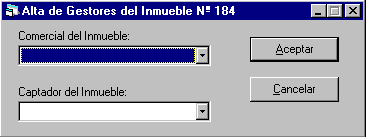 Alta de Gestores del Inmueble Nº 184
Comercial del Inmueble:
Aceptar
Captador del Inmueble:
Cancelar